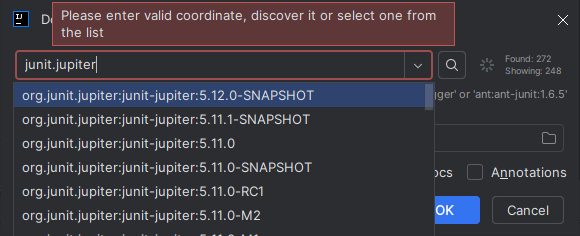 Please enter valid coordinate, discover it or select one from
the list
junit.jupiter
Found: 272
Showing: 248
org.junit.jupiter:junit-jupiter:5.12.0-SNAPSHOT
org.junit.jupiter:junit-jupiter:5.11.1-SNAPSHOT
org.junit.jupiter:junit-jupiter:5.11.0
org.junit.jupiter:junit-jupiter:5.11.0-SNAPSHOT
org.junit.jupiter:junit-jupiter:5.11.0-RC1
org.junit.jupiter:junit-jupiter:5.11.0-M2
gger' or 'ant:ant-junit:1.6.5'
ocs
Annotations
OK
Cancel